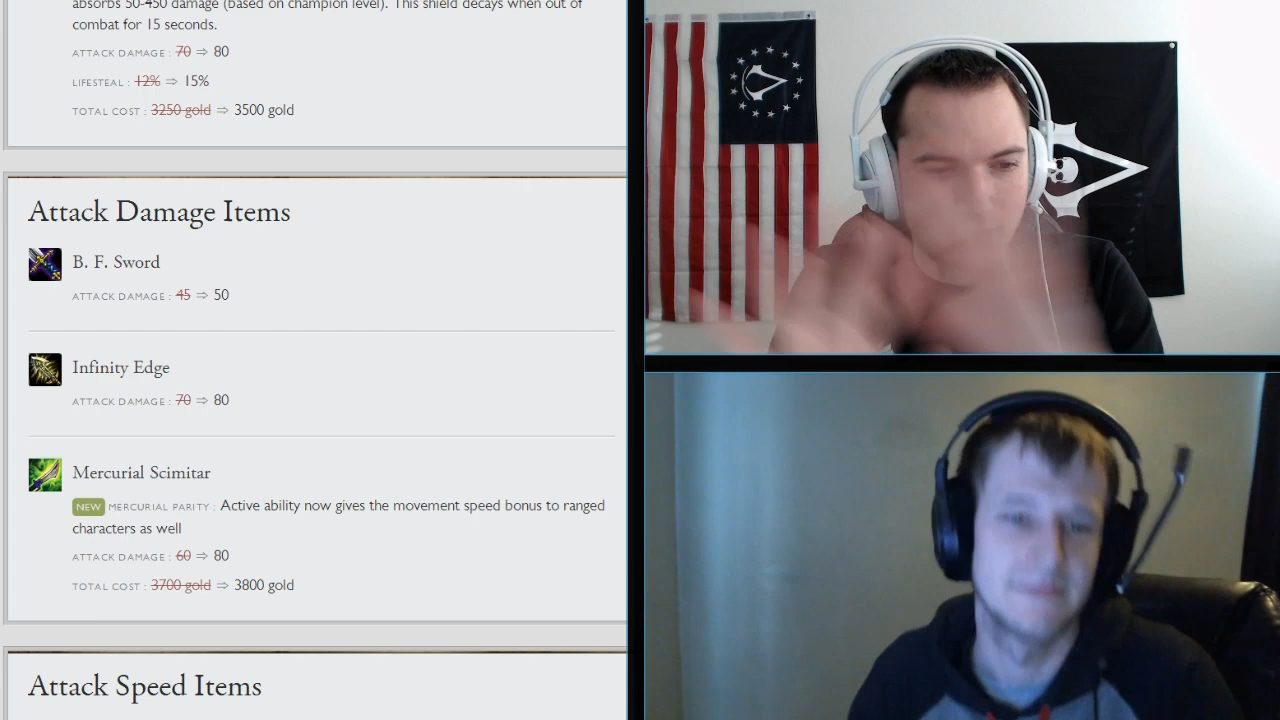 absorbs 50-450 damage (based on champion level). This shield decays when out of
combat for 15 seconds.
ATTACK DAMAGE : 70 ⇒ 80
LIFESTEAL : 12% ⇒ 15%
TOTAL COST : 3250 gold ⇒ 3500 gold
Attack Damage Items
B. F. Sword
ATTACK DAMAGE : 45 ⇒ 50
Infinity Edge
ATTACK DAMAGE : 70 ⇒ 80
Mercurial Scimitar
NEW MERCURIAL PARITY : Active ability now gives the movement speed bonus to ranged
characters as well
ATTACK DAMAGE : 60 ⇒ 80
TOTAL COST : 3700 gold ⇒ 3800 gold
Attack Speed Items